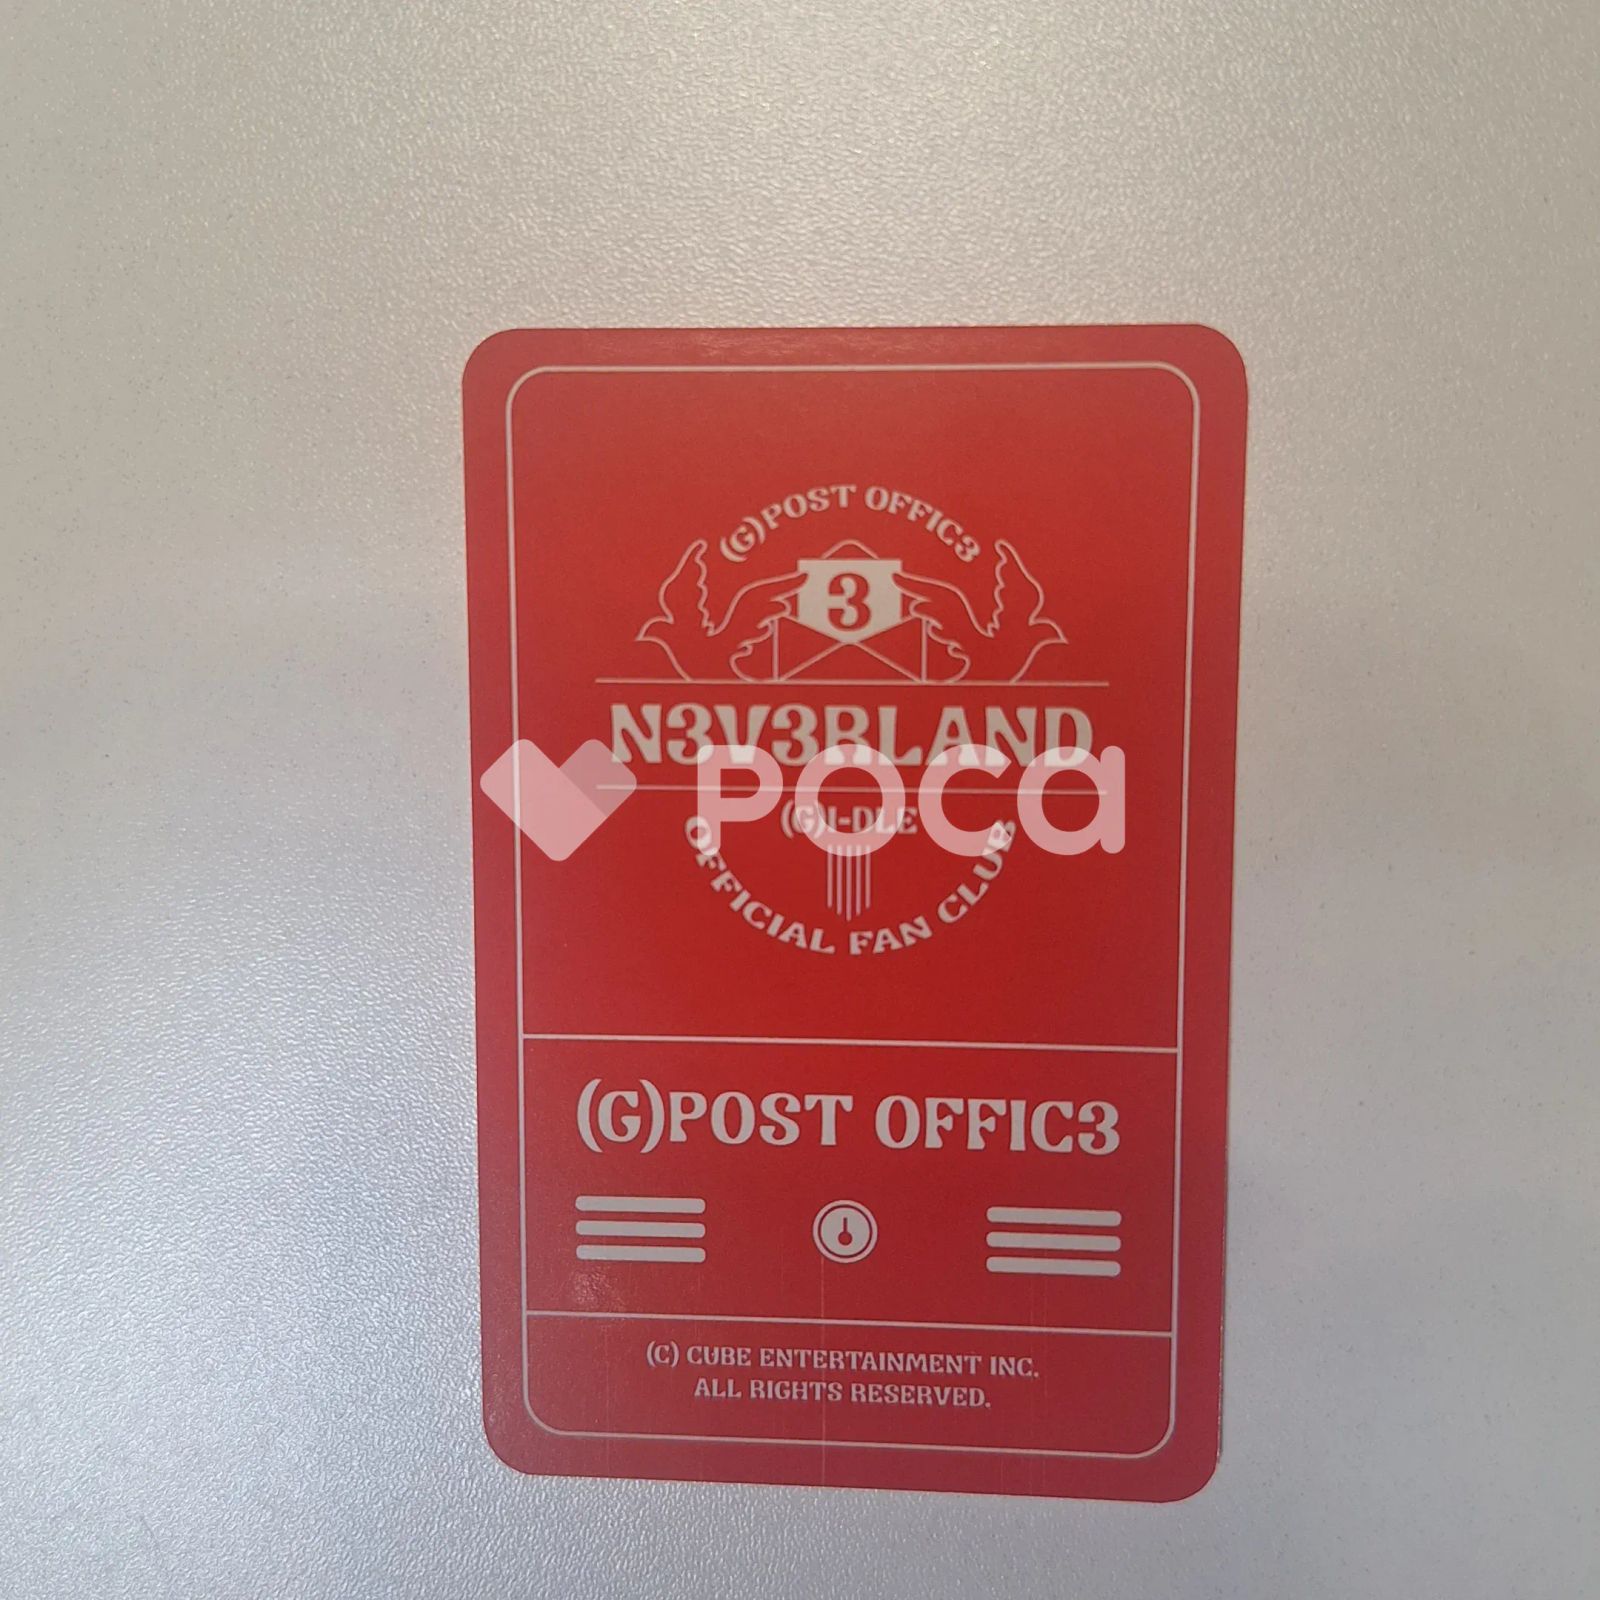 (G)POST OFFIC3
3
N3V3RLAND
poca
(G)I-DLE
OFFICIAL FAN CLUB
(G)POST OFFIC3
(C) CUBE ENTERTAINMENT INC.
ALL RIGHTS RESERVED.